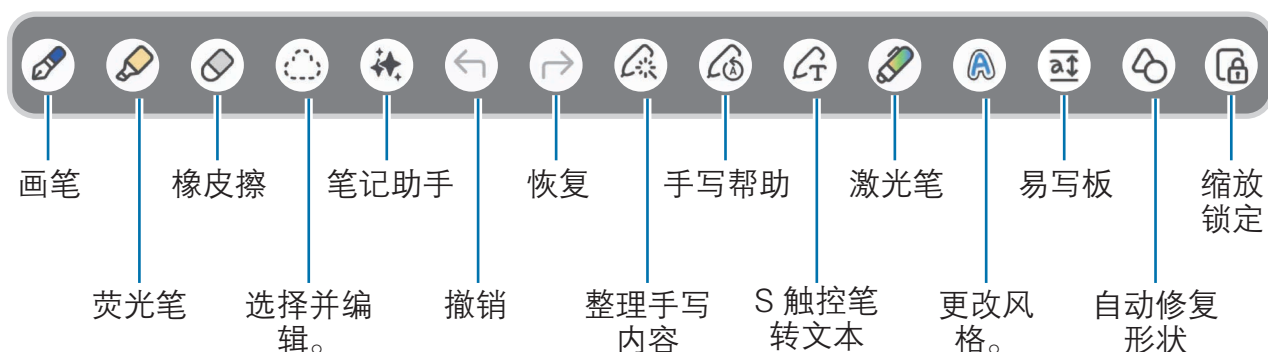 画笔
橡皮擦
笔记助手
恢复
手写帮助
激光笔
易写板
缩放
锁定
荧光笔
选择并编
辑。
撤销
整理手写
内容
S 触控笔
转文本
更改风
格。
自动修复
形状